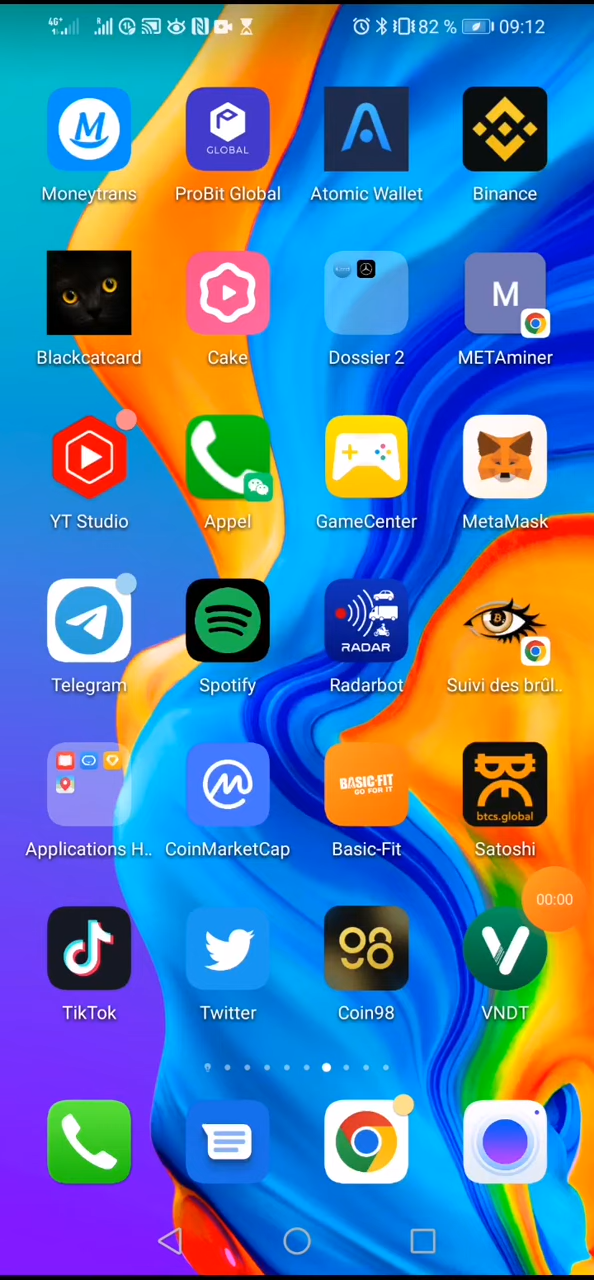 4G+
82 %
09:12
M
GLOBAL
Moneytrans
ProBit Global
Atomic Wallet
Binance
M
Blackcatcard
Cake
Dossier 2
METAminer
YT Studio
Appel
GameCenter
MetaMask
RADAR
Telegram
Spotify
Radarbot
Suivi des brûl..
BASIC-FIT
GO FOR IT
btcs.global
Applications H..
CoinMarketCap
Basic-Fit
Satoshi
00:00
98
V
TikTok
Twitter
Coin98
VNDT